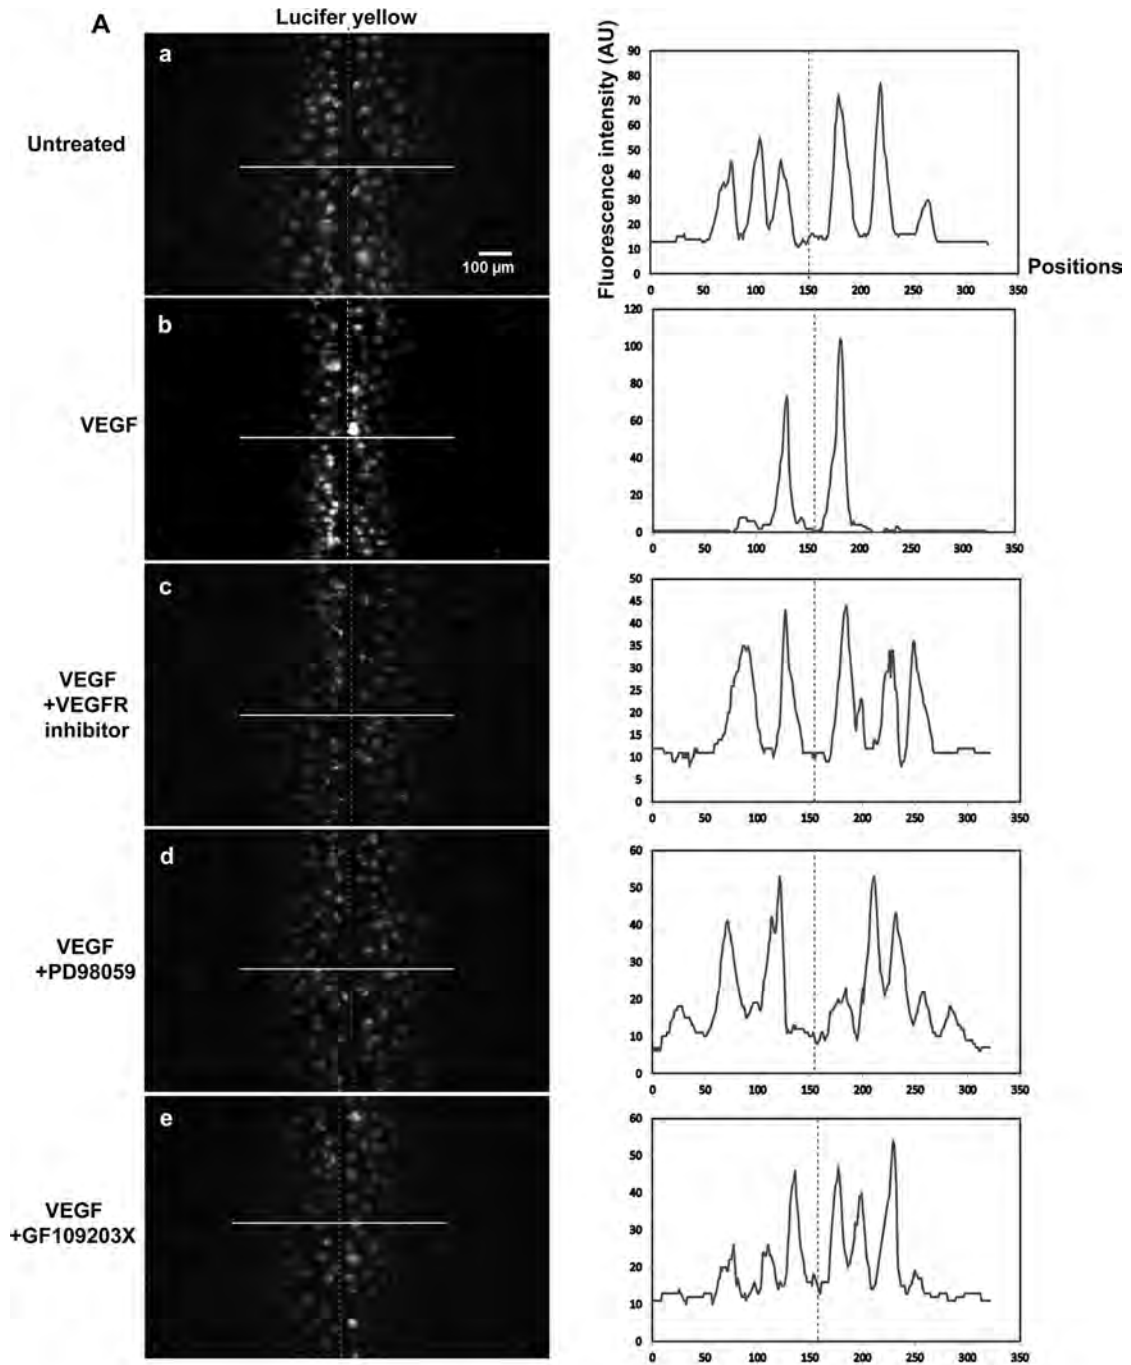 A
Lucifer yellow
a
Untreated
100 µm
b
VEGF
c
VEGF
+VEGFR
inhibitor
d
VEGF
+PD98059
e
VEGF
+GF109203X
Fluorescence intensity (AU)
90
80
70
60
50
40
30
20
10
0
0 50 100 150 200 250 300 350
Positions
120
100
80
60
40
20
0
0 50 100 150 200 250 300 350
50
45
40
35
30
25
20
15
10
5
0
0 50 100 150 200 250 300 350
60
50
40
30
20
10
0
0 50 100 150 200 250 300 350
60
50
40
30
20
10
0
0 50 100 150 200 250 300 350